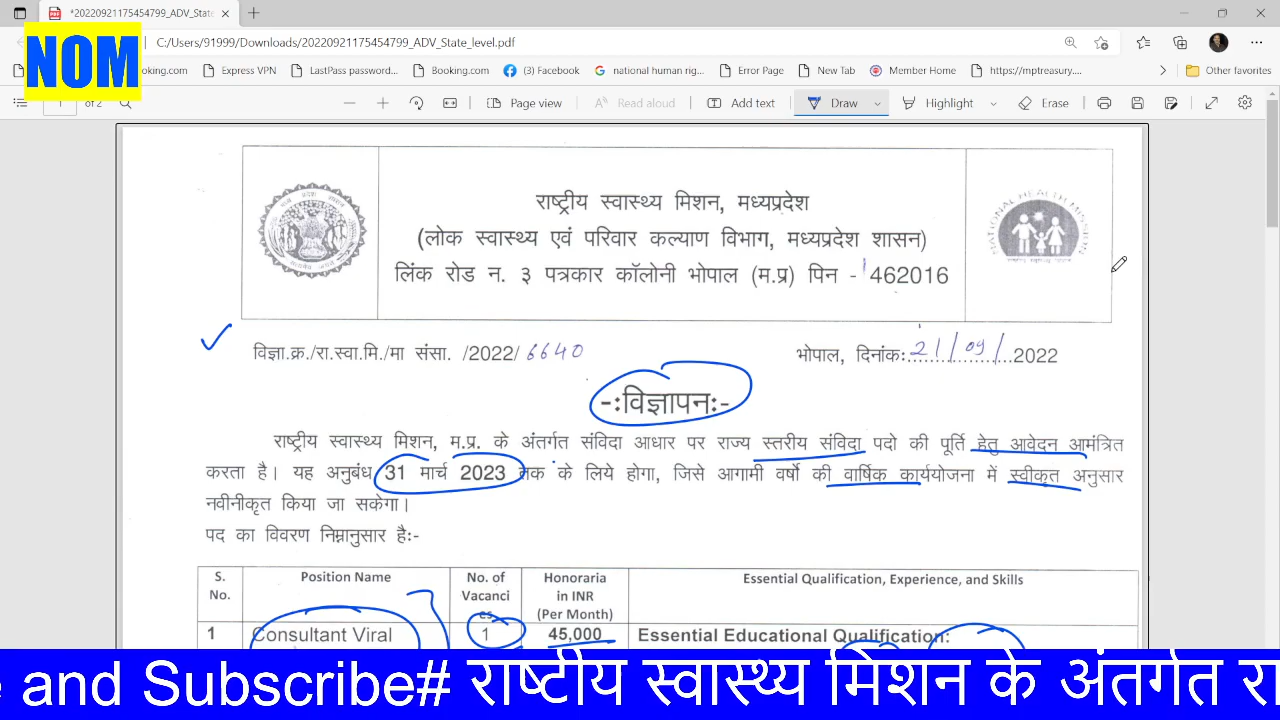 *20220921175454799_ADV_State
NOM
C:/Users/91999/Downloads/20220921175454799_ADV_State_level.pdf
oking.com
Express VPN
LastPass password...
Booking.com
(3) Facebook
national human rig...
Error Page
New Tab
Member Home
https://mptreasury....
Other favorites
1 of 2
Page view
Read aloud
Add text
Draw
Highlight
Erase
राष्ट्रीय स्वास्थ्य मिशन, मध्यप्रदेश
(लोक स्वास्थ्य एवं परिवार कल्याण विभाग, मध्यप्रदेश शासन)
लिंक रोड न. ३ पत्रकार कॉलोनी भोपाल (म.प्र) पिन - 462016
NATIONAL HEALTH MISSION
विज्ञा.क्र./रा.स्वा.मि./मा संसा. /2022/ 6640
भोपाल, दिनांकः 21/09/2022
-ःविज्ञापनः-
राष्ट्रीय स्वास्थ्य मिशन, म.प्र. के अंतर्गत संविदा आधार पर राज्य स्तरीय संविदा पदो की पूर्ति हेतु आवेदन आमंत्रित
करता है। यह अनुबंध 31 मार्च 2023 तक के लिये होगा, जिसे आगामी वर्षो की वार्षिक कार्ययोजना में स्वीकृत अनुसार
नवीनीकृत किया जा सकेगा।
पद का विवरण निम्नानुसार हैः-
S. No.
Position Name
No. of Vacancies
Honoraria in INR (Per Month)
Essential Qualification, Experience, and Skills
1
Consultant Viral
1
45,000
Essential Educational Qualification:
e and Subscribe# राष्टीय स्वास्थ्य मिशन के अंतर्गत रा